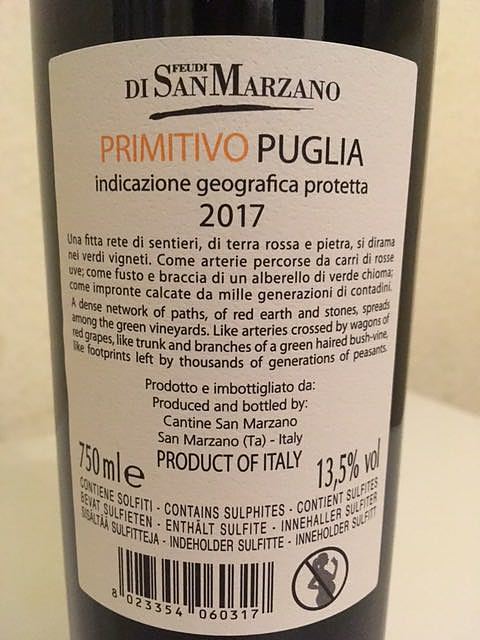 FEUDI
DI SAN MARZANO
PRIMITIVO PUGLIA
indicazione geografica protetta
2017
Una fitta rete di sentieri, di terra rossa e pietra, si dirama
nei verdi vigneti. Come arterie percorse da carri di rosse
uve; come fusto e braccia di un alberello di verde chioma;
come impronte calcate da mille generazioni di contadini.
A dense network of paths, of red earth and stones, spreads
among the green vineyards. Like arteries crossed by wagons of
red grapes, like trunk and branches of a green haired bush-vine,
like footprints left by thousands of generations of peasants.
Prodotto e imbottigliato da:
Produced and bottled by:
Cantine San Marzano
San Marzano (Ta) - Italy
750 ml e PRODUCT OF ITALY 13,5% vol
CONTIENE SOLFITI - CONTAINS SULPHITES - CONTIENT SULFITES
BEVAT SULFIETEN - ENTHÄLT SULFITE - INNEHALLER SULFITER
SISÄLTÄÄ SULFIITTEJA - INDEHOLDER SULFITTE - INNEHOLDER SULFITT
8 023354 060317